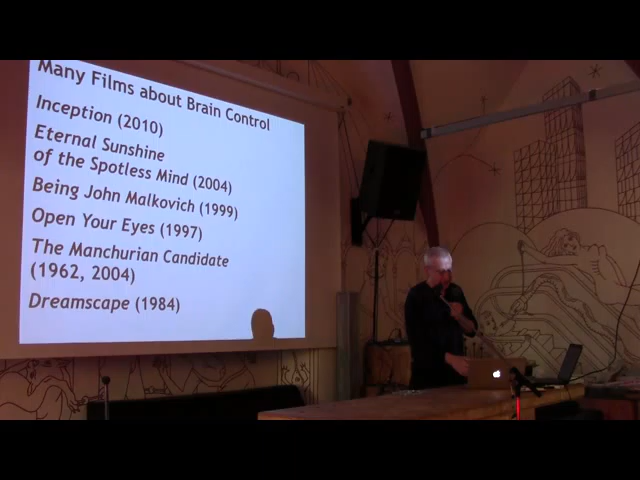 Many Films about Brain Control
Inception (2010)
Eternal Sunshine
of the Spotless Mind (2004)
Being John Malkovich (1999)
Open Your Eyes (1997)
The Manchurian Candidate
(1962, 2004)
Dreamscape (1984)